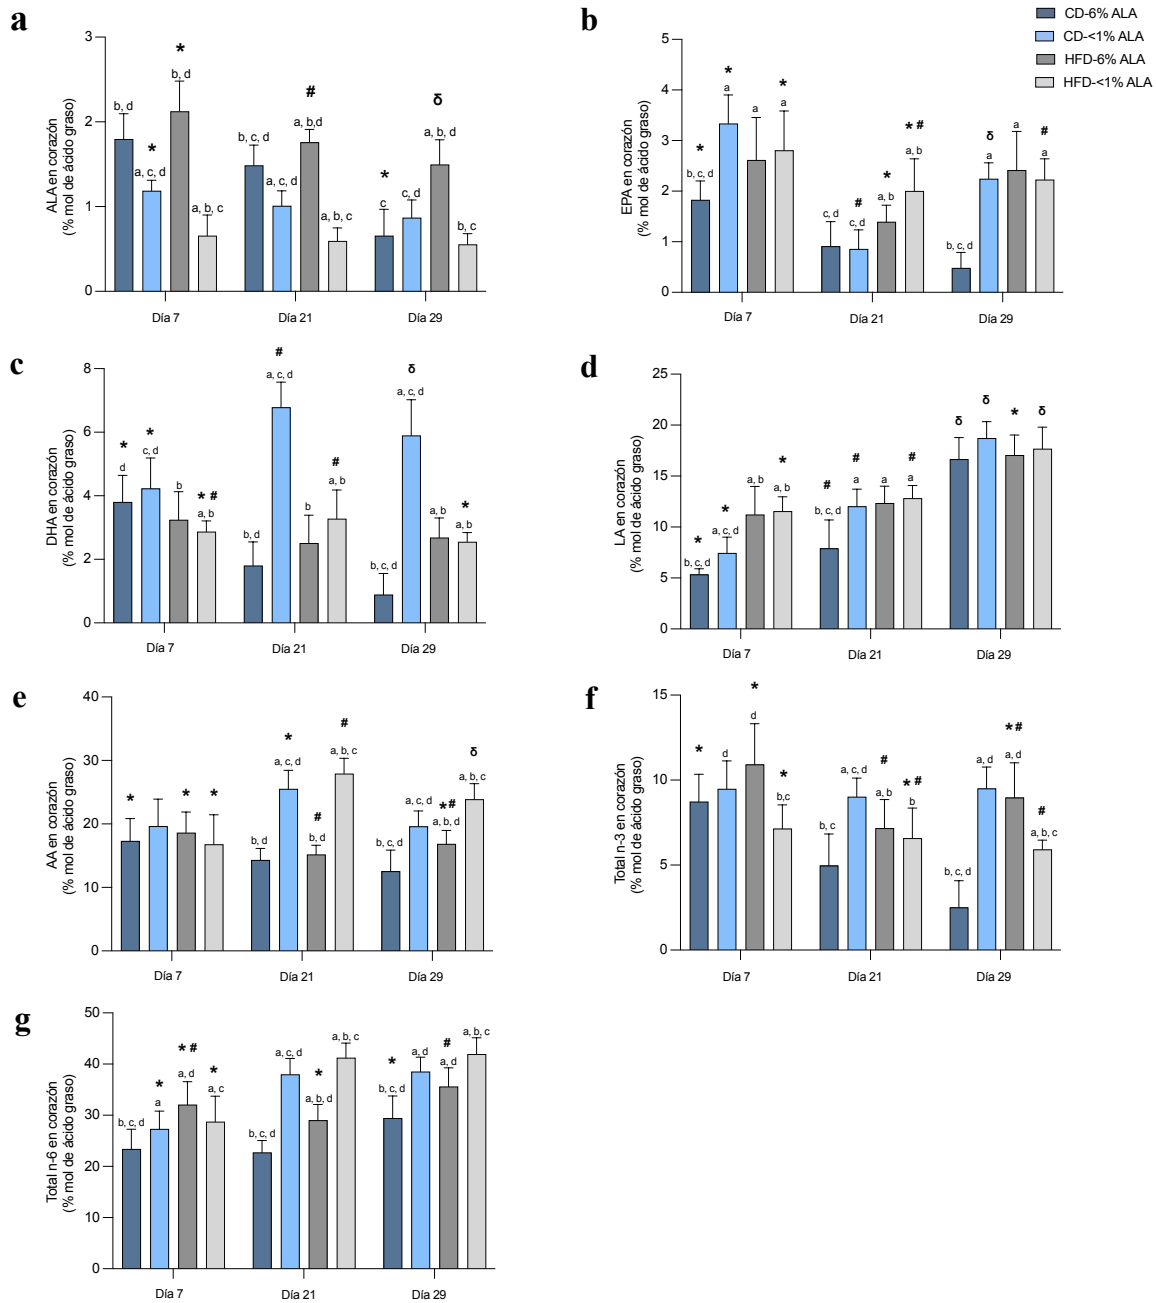 a
b
CD-6% ALA
CD-<1% ALA
HFD-6% ALA
HFD-<1% ALA
ALA en corazón
(% mol de ácido graso)
3
2
1
0
b, d
*
a, c, d
*
b, d
a, b, c
b, c, d
a, c, d
#
a, b,d
a, b, c
*
c
c, d
δ
a, b, d
b, c
Día 7
Día 21
Día 29
EPA en corazón
(% mol de ácido graso)
5
4
3
2
1
0
*
b, c, d
*
a
a
*
a
c, d
#
c, d
*
a, b
* #
a, b
b, c, d
δ
a
a
#
a
Día 7
Día 21
Día 29
c
DHA en corazón
(% mol de ácido graso)
8
6
4
2
0
*
d
*
c, d
b
* #
a, b
b, d
#
a, c, d
a, b
#
a, b
b, c, d
δ
a, c, d
a, b
*
a, b
Día 7
Día 21
Día 29
d
LA en corazón
(% mol de ácido graso)
25
20
15
10
5
0
*
b, c, d
*
a, c, d
a, b
*
a, b
#
b, c, d
#
a
a
#
a
δ
δ
*
δ
Día 7
Día 21
Día 29
e
AA en corazón
(% mol de ácido graso)
40
30
20
10
0
*
*
*
b, d
*
a, c, d
#
b, d
#
a, b, c
b, c, d
a, c, d
*#
a, b, d
δ
a, b, c
Día 7
Día 21
Día 29
f
Total n-3 en corazón
(% mol de ácido graso)
15
10
5
0
*
d
*
d
*
b,c
b, c
a, c, d
#
a, b
* #
b
b, c, d
a, d
* #
a, d
#
a, b, c
Día 7
Día 21
Día 29
g
Total n-6 en corazón
(% mol de ácido graso)
50
40
30
20
10
0
b, c, d
*
a
* #
a, d
*
a, c
b, c, d
a, c, d
*
a, b, d
a, b, c
*
b, c, d
a, d
#
a, d
a, b, c
Día 7
Día 21
Día 29